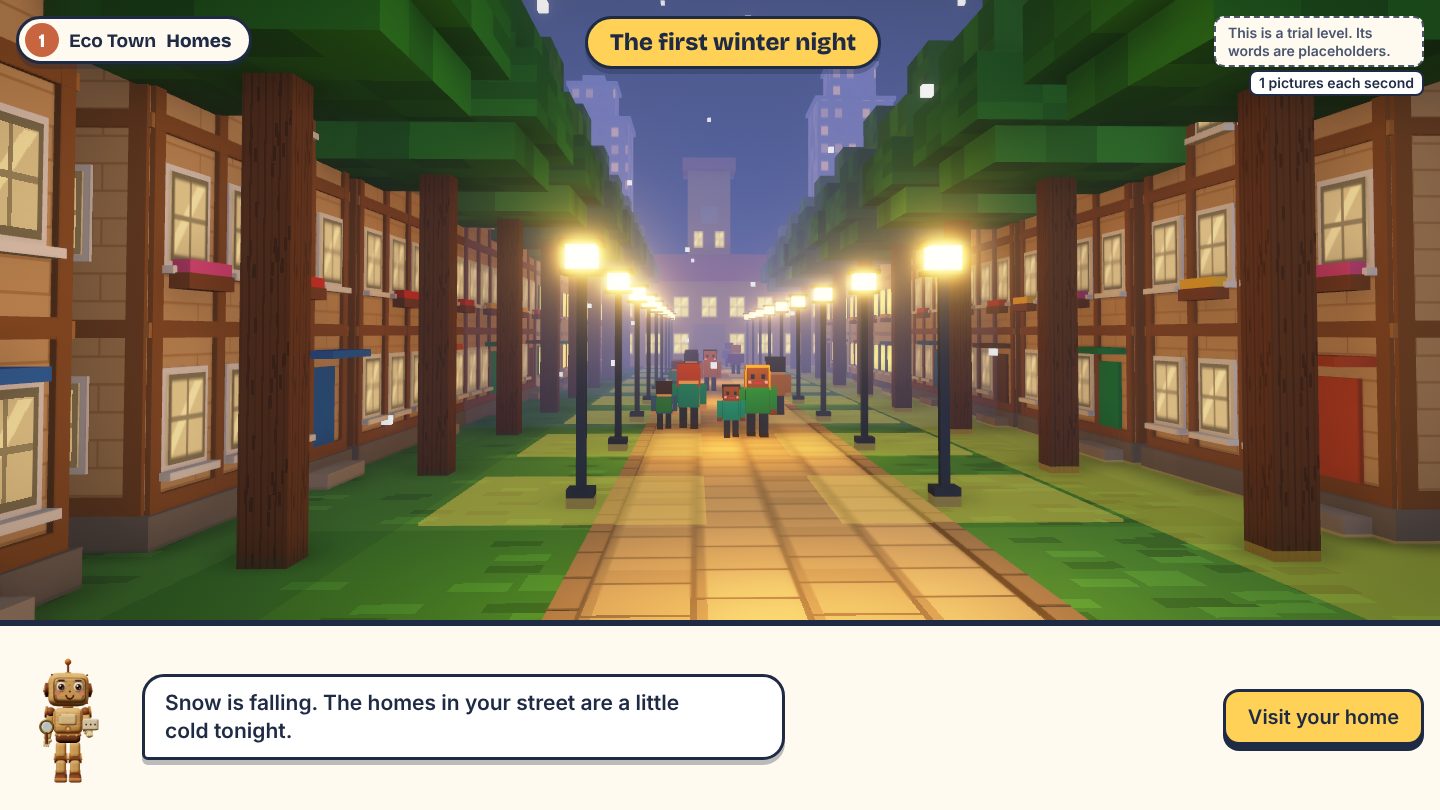 1 Eco Town Homes
The first winter night
This is a trial level. Its
words are placeholders.
1 pictures each second
Snow is falling. The homes in your street are a little
cold tonight.
Visit your home